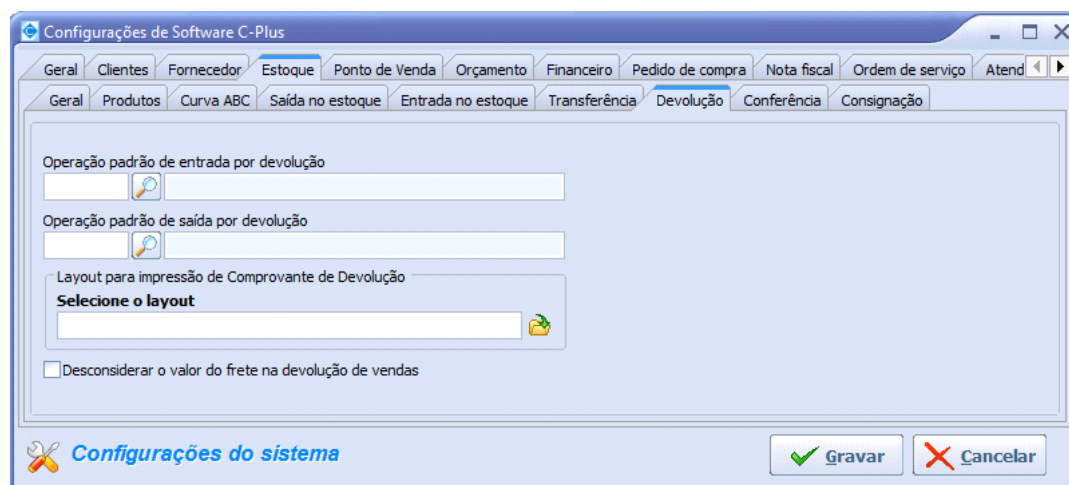 Configurações de Software C-Plus
Geral Clientes Fornecedor Estoque Ponto de Venda Orçamento Financeiro Pedido de compra Nota fiscal Ordem de serviço Atend
Geral Produtos Curva ABC Saída no estoque Entrada no estoque Transferência Devolução Conferência Consignação
Operação padrão de entrada por devolução
Operação padrão de saída por devolução
Layout para impressão de Comprovante de Devolução
Selecione o layout
Desconsiderar o valor do frete na devolução de vendas
Configurações do sistema Gravar Cancelar